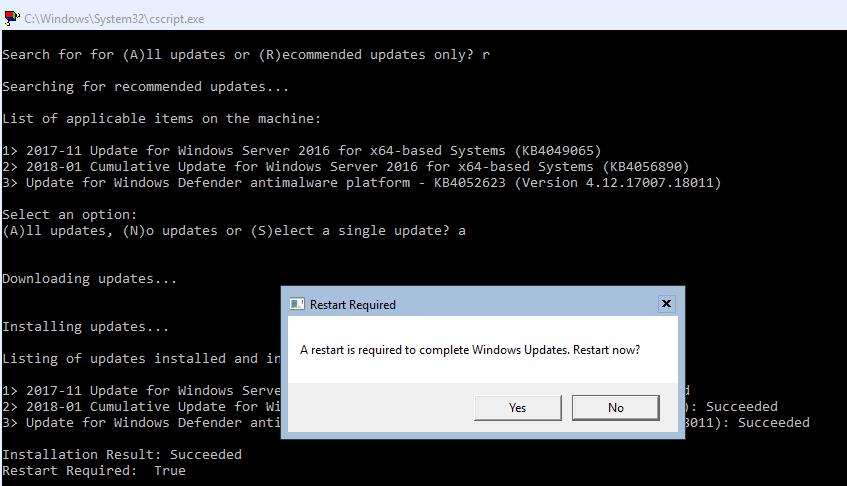 C:\Windows\System32\cscript.exe
Search for for (A)ll updates or (R)ecommended updates only? r
Searching for recommended updates...
List of applicable items on the machine:
1> 2017-11 Update for Windows Server 2016 for x64-based Systems (KB4049065)
2> 2018-01 Cumulative Update for Windows Server 2016 for x64-based Systems (KB4056890)
3> Update for Windows Defender antimalware platform - KB4052623 (Version 4.12.17007.18011)
Select an option:
(A)ll updates, (N)o updates or (S)elect a single update? a
Downloading updates...
Installing updates...
Listing of updates installed and in
1> 2017-11 Update for Windows Serve d
2> 2018-01 Cumulative Update for Wi ): Succeeded
3> Update for Windows Defender anti 8011): Succeeded
Installation Result: Succeeded
Restart Required:  True
Restart Required
A restart is required to complete Windows Updates. Restart now?
Yes
No